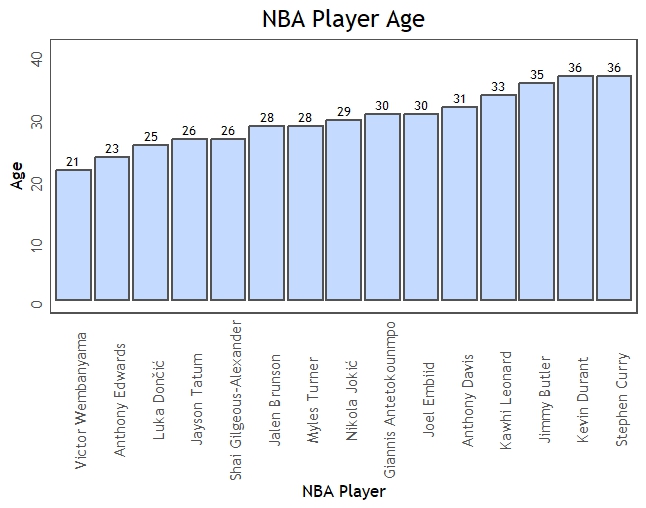 NBA Player Age
21
23
25
26
26
28
28
29
30
30
31
33
35
36
36
Age
40
30
20
10
0
Victor Wembanyama
Anthony Edwards
Luka Dončić
Jayson Tatum
Shai Gilgeous-Alexander
Jalen Brunson
Myles Turner
Nikola Jokić
Giannis Antetokounmpo
Joel Embiid
Anthony Davis
Kawhi Leonard
Jimmy Butler
Kevin Durant
Stephen Curry
NBA Player